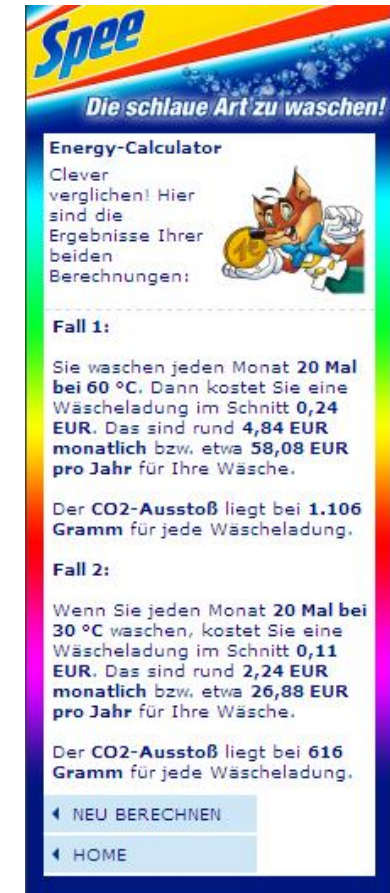 Spee
Die schlaue Art zu waschen!
Energy-Calculator
Clever
verglichen! Hier
sind die
Ergebnisse Ihrer
beiden
Berechnungen:
Fall 1:
Sie waschen jeden Monat 20 Mal
bei 60 °C. Dann kostet Sie eine
Wäscheladung im Schnitt 0,24
EUR. Das sind rund 4,84 EUR
monatlich bzw. etwa 58,08 EUR
pro Jahr für Ihre Wäsche.
Der CO2-Ausstoß liegt bei 1.106
Gramm für jede Wäscheladung.
Fall 2:
Wenn Sie jeden Monat 20 Mal bei
30 °C waschen, kostet Sie eine
Wäscheladung im Schnitt 0,11
EUR. Das sind rund 2,24 EUR
monatlich bzw. etwa 26,88 EUR
pro Jahr für Ihre Wäsche.
Der CO2-Ausstoß liegt bei 616
Gramm für jede Wäscheladung.
NEU BERECHNEN
HOME